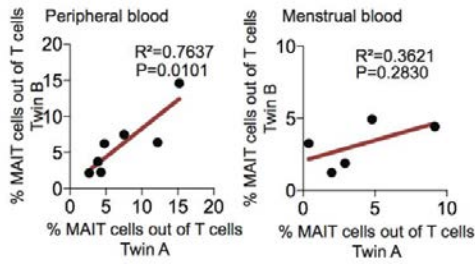 Peripheral blood
% MAIT cells out of T cells
Twin B
20
15
10
5
0
R²=0.7637
P=0.0101
0 5 10 15 20
% MAIT cells out of T cells
Twin A
Menstrual blood
% MAIT cells out of T cells
Twin B
10
5
0
R²=0.3621
P=0.2830
0 5 10
% MAIT cells out of T cells
Twin A